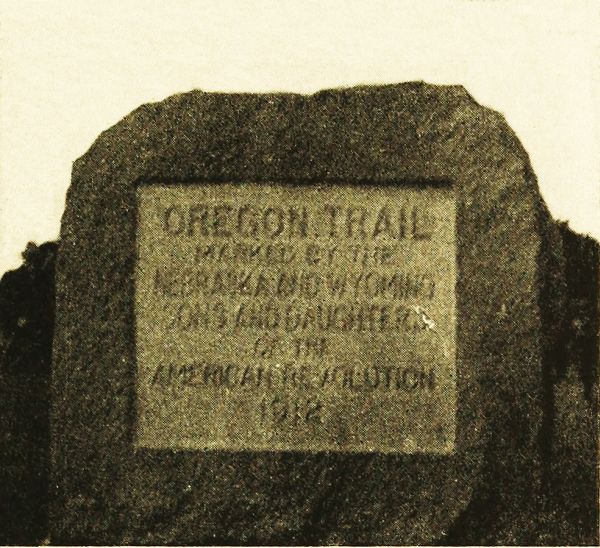 OREGON TRAIL
MARKED BY THE
NEBRASKA AND WYOMING
SONS AND DAUGHTERS
OF THE
AMERICAN REVOLUTION
1912